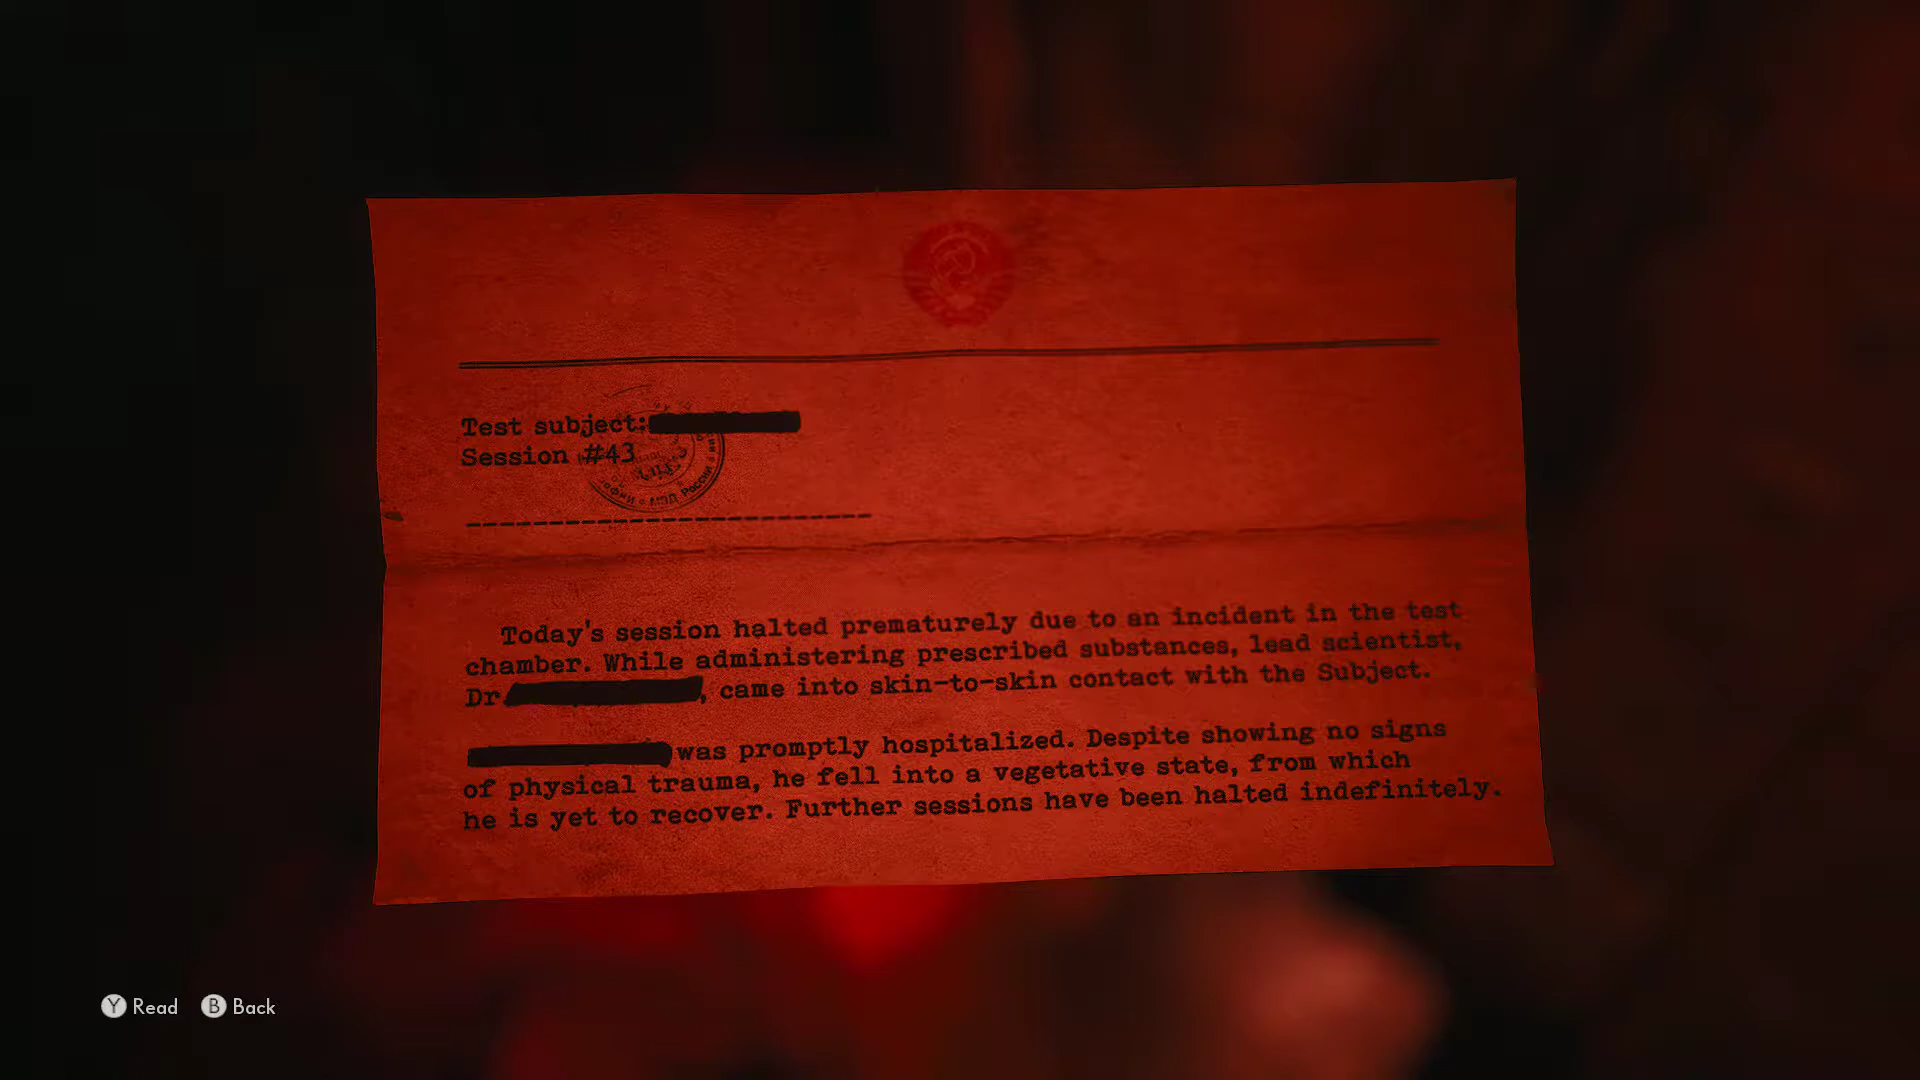 Test subject:
Session #43
МЭД России
Today's session halted prematurely due to an incident in the test
chamber. While administering prescribed substances, lead scientist,
Dr. , came into skin-to-skin contact with the Subject.
was promptly hospitalized. Despite showing no signs
of physical trauma, he fell into a vegetative state, from which
he is yet to recover. Further sessions have been halted indefinitely.
Y Read B Back